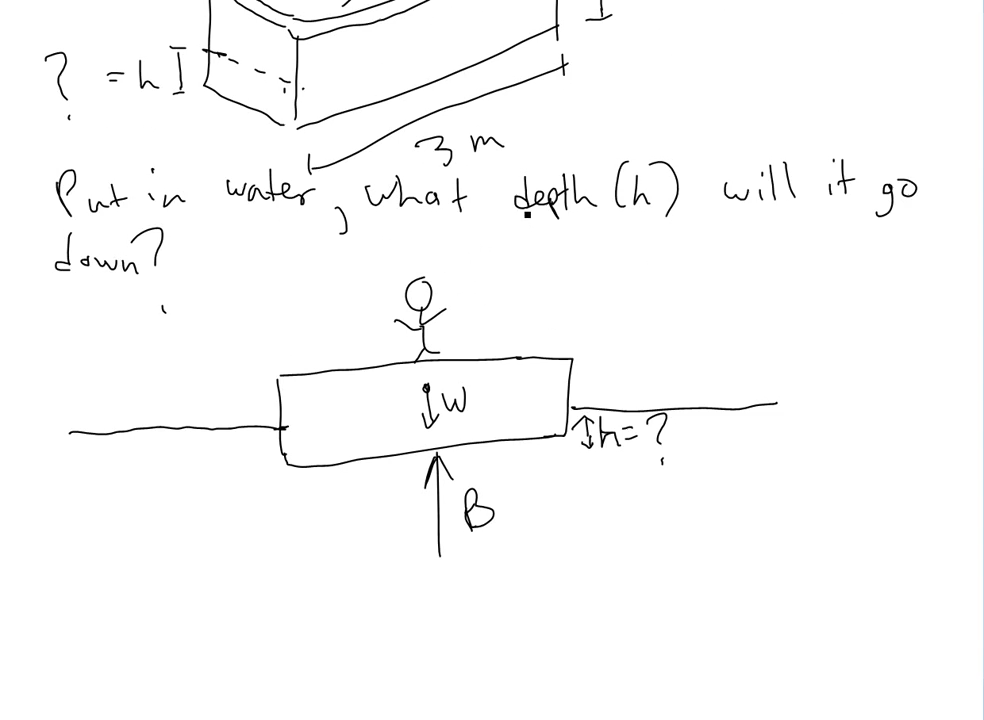 ? = h
3 m
Put in water, what depth (h) will it go
down?
W
h = ?
B